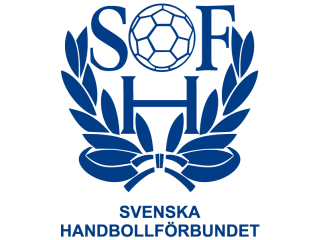 S F
H
SVENSKA
HANDBOLLFÖRBUNDET